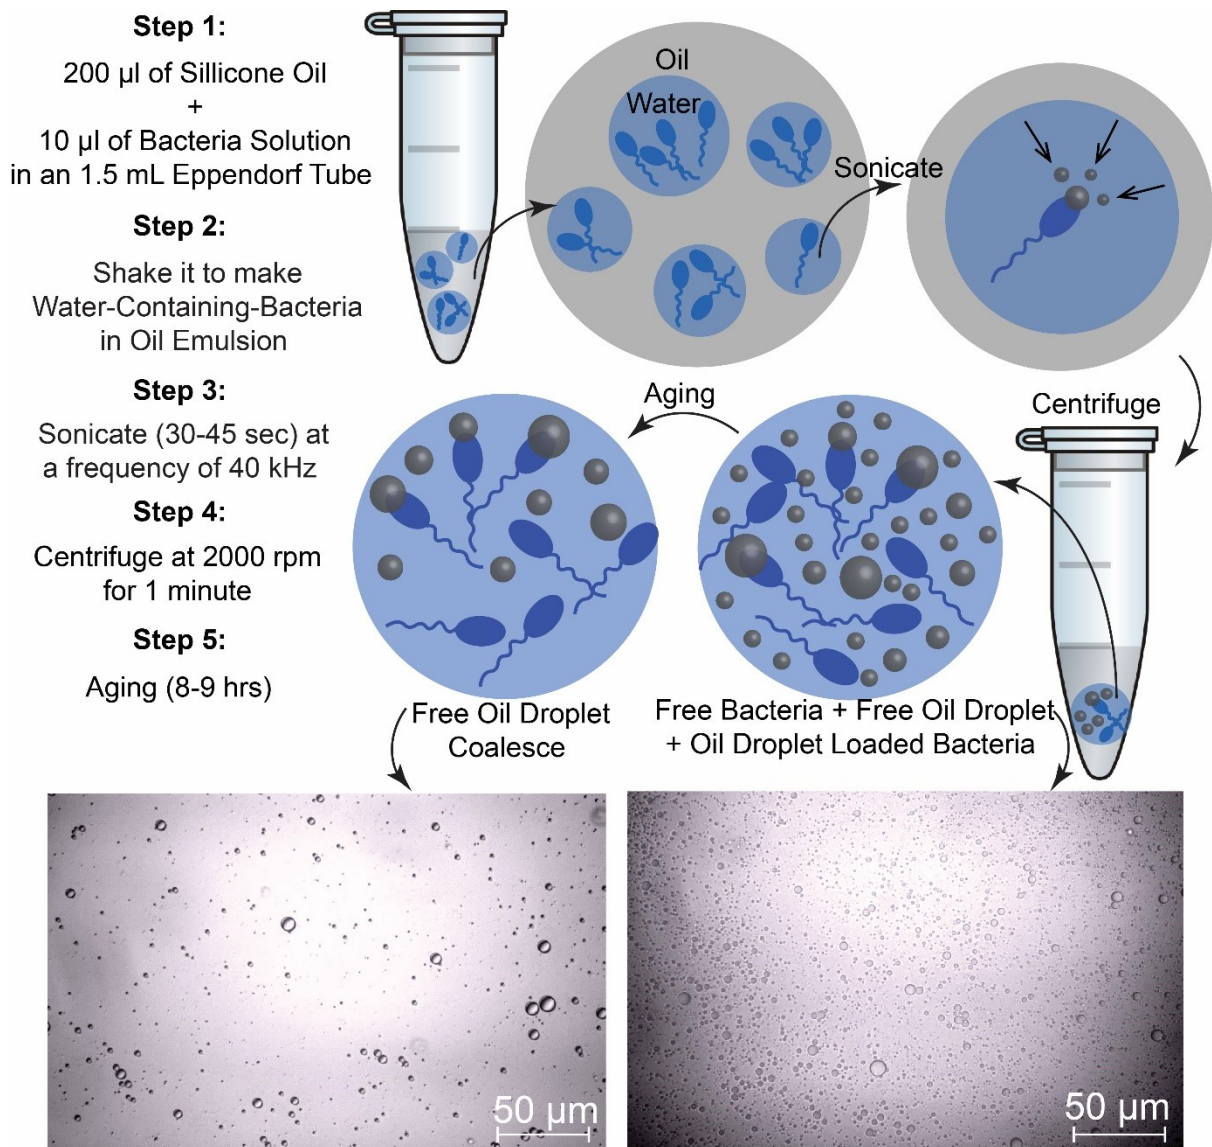 Step 1:
200 µl of Sillicone Oil
+
10 µl of Bacteria Solution
in an 1.5 mL Eppendorf Tube
Step 2:
Shake it to make
Water-Containing-Bacteria
in Oil Emulsion
Step 3:
Sonicate (30-45 sec) at
a frequency of 40 kHz
Step 4:
Centrifuge at 2000 rpm
for 1 minute
Step 5:
Aging (8-9 hrs)
Oil
Water
Sonicate
Centrifuge
Aging
Free Bacteria + Free Oil Droplet
+ Oil Droplet Loaded Bacteria
Free Oil Droplet
Coalesce
50 µm
50 µm